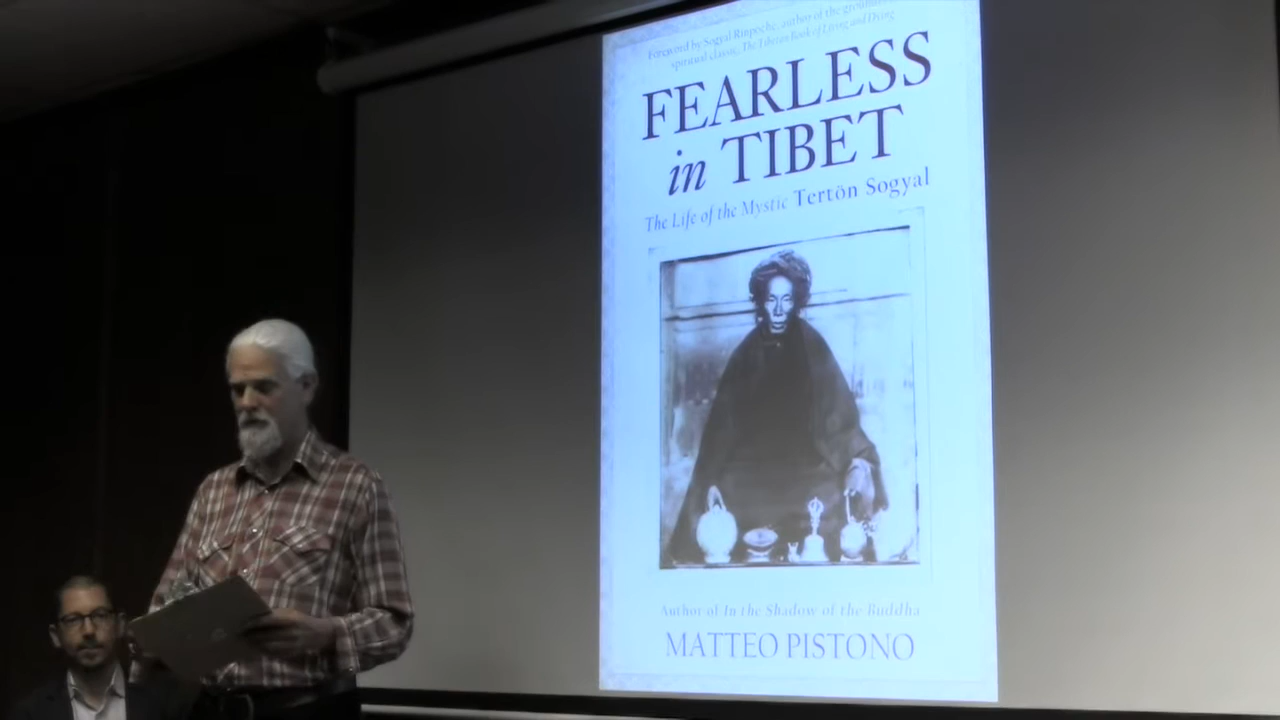 Foreword by Sogyal Rinpoche, author of the
spiritual classic, The Tibetan Book of Living and Dying
FEARLESS
in TIBET
The Life of the Mystic Tertön Sogyal
Author of In the Shadow of the Buddha
MATTEO PISTONO